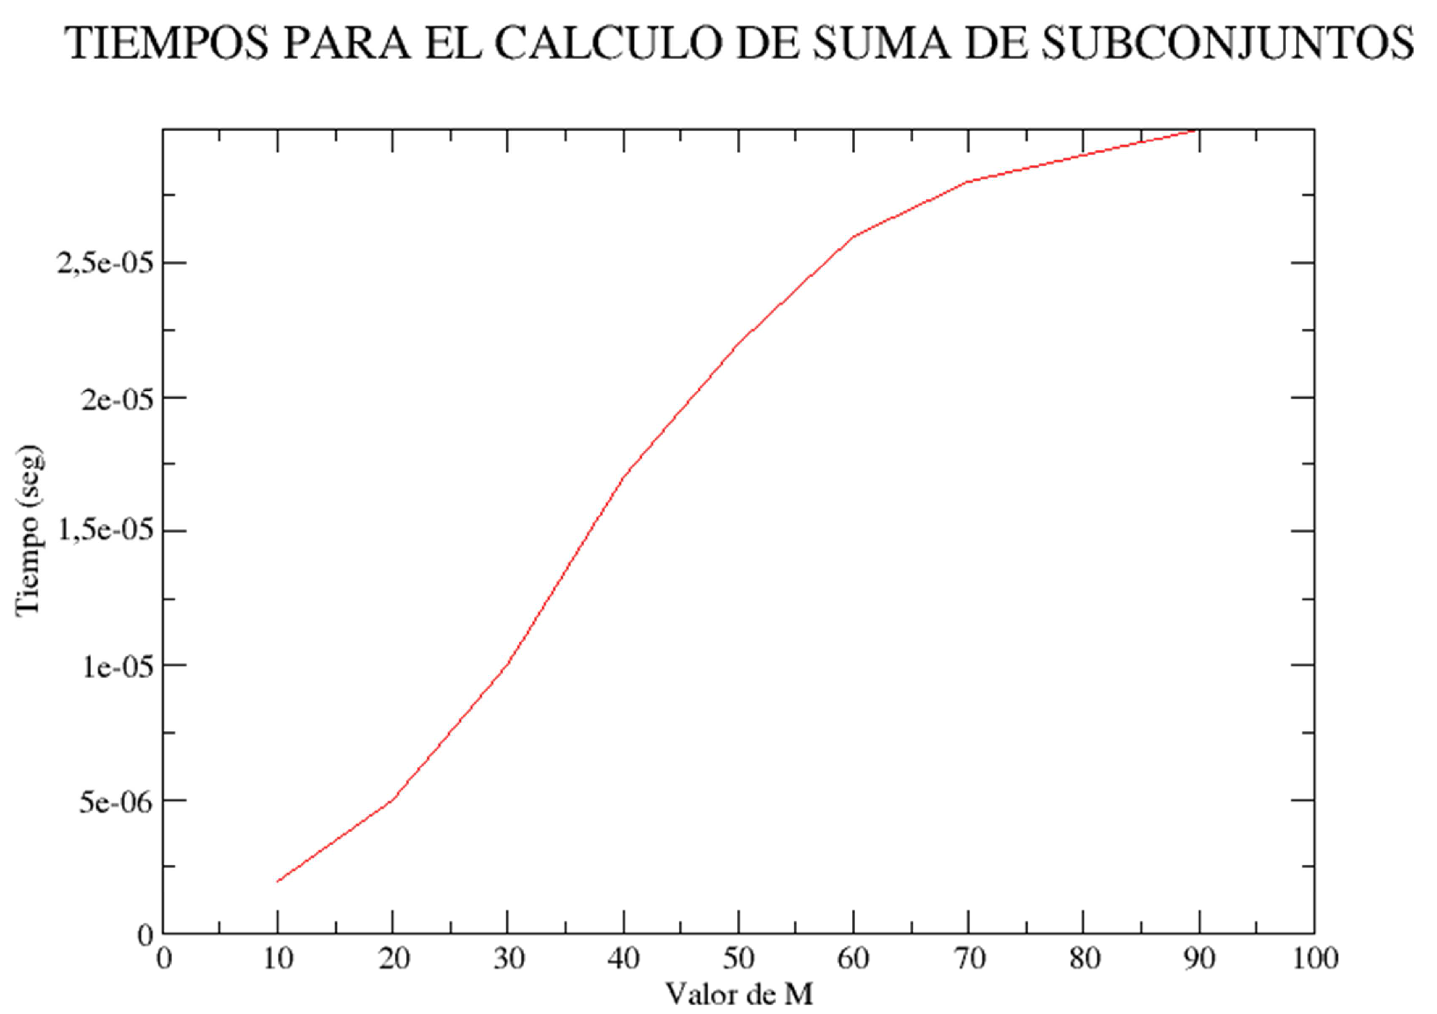 TIEMPOS PARA EL CALCULO DE SUMA DE SUBCONJUNTOS
2,5e-05
2e-05
Tiempo (seg)
1,5e-05
1e-05
5e-06
0
0 10 20 30 40 50 60 70 80 90 100
Valor de M